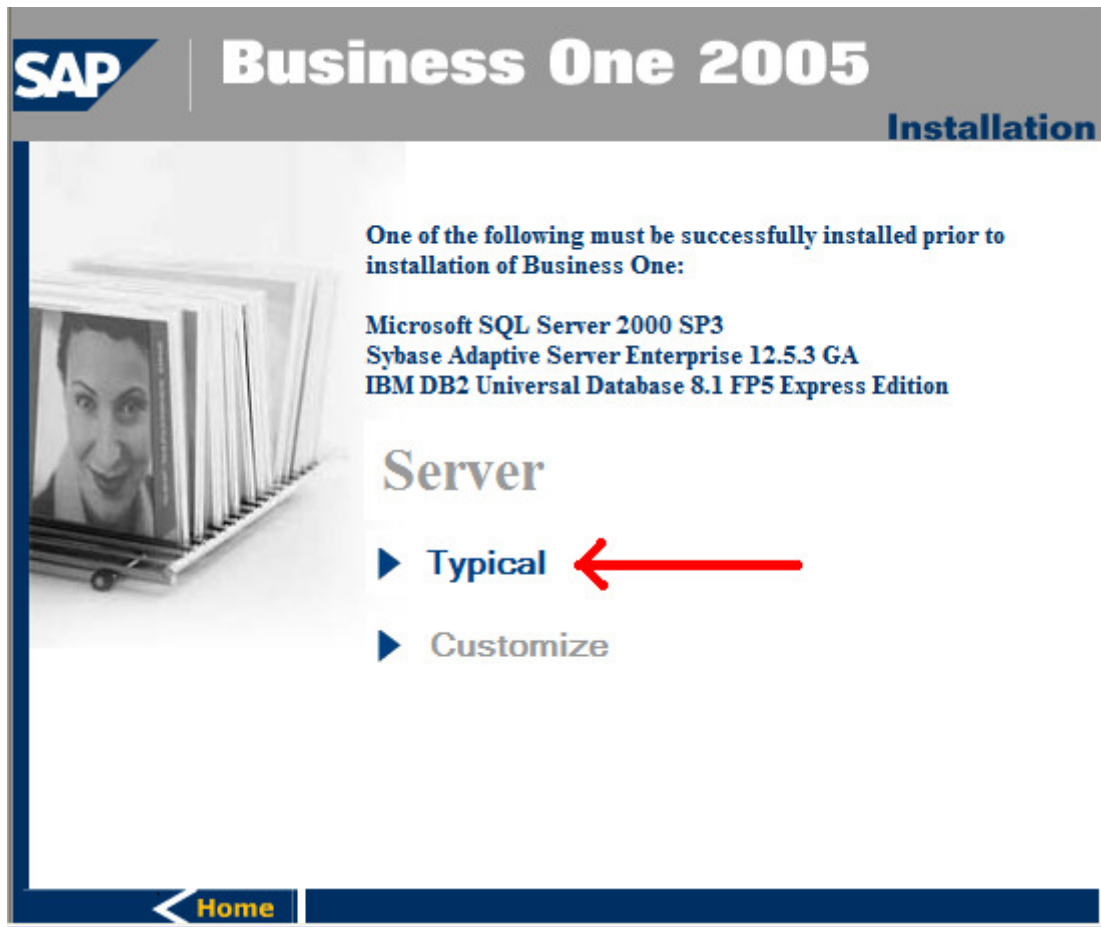 SAP
Business One 2005
Installation
One of the following must be successfully installed prior to
installation of Business One:
Microsoft SQL Server 2000 SP3
Sybase Adaptive Server Enterprise 12.5.3 GA
IBM DB2 Universal Database 8.1 FP5 Express Edition
Server
Typical
Customize
Home